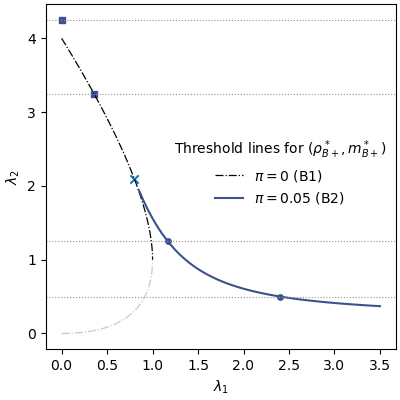 4
3
2
1
0
λ₂
Threshold lines for (ρ*_{B+}, m*_{B+})
π = 0 (B1)
π = 0.05 (B2)
0.0 0.5 1.0 1.5 2.0 2.5 3.0 3.5
λ₁